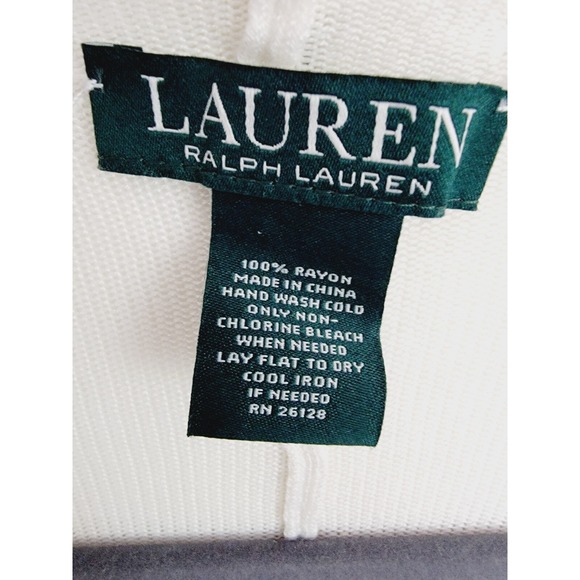 LAUREN
RALPH LAUREN
100% RAYON
MADE IN CHINA
HAND WASH COLD
ONLY NON-
CHLORINE BLEACH
WHEN NEEDED
LAY FLAT TO DRY
COOL IRON
IF NEEDED
RN 26128